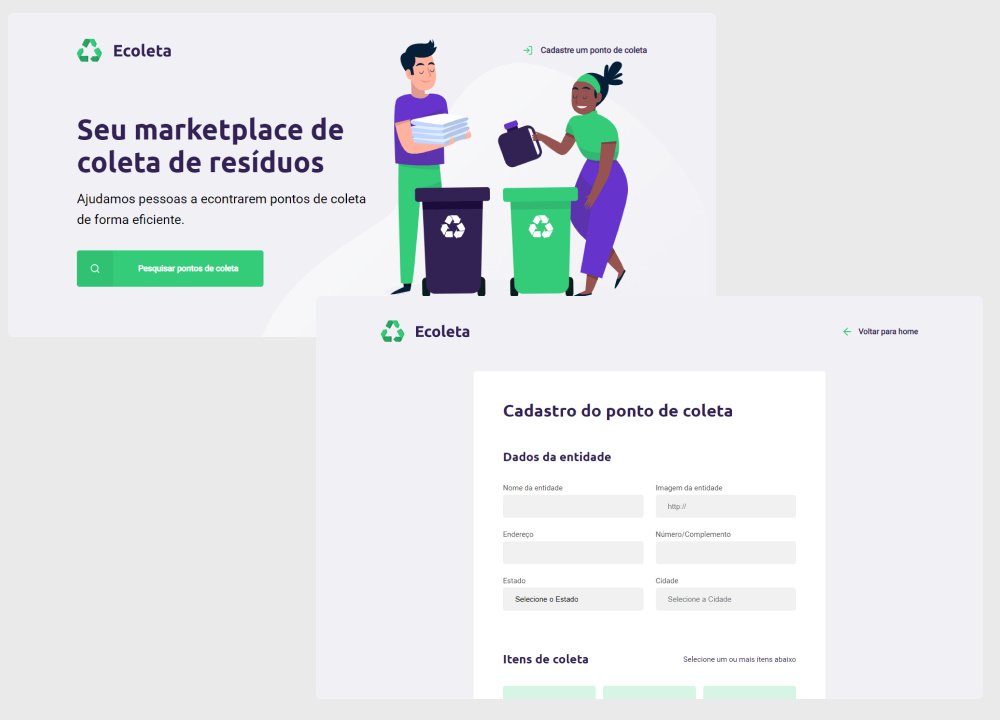 Ecoleta
Cadastre um ponto de coleta
Seu marketplace de
coleta de resíduos
Ajudamos pessoas a econtrarem pontos de coleta
de forma eficiente.
Pesquisar pontos de coleta
Ecoleta
Voltar para home
Cadastro do ponto de coleta
Dados da entidade
Nome da entidade
Imagem da entidade
http://
Endereço
Número/Complemento
Estado
Cidade
Selecione o Estado
Selecione a Cidade
Itens de coleta
Selecione um ou mais ítens abaixo